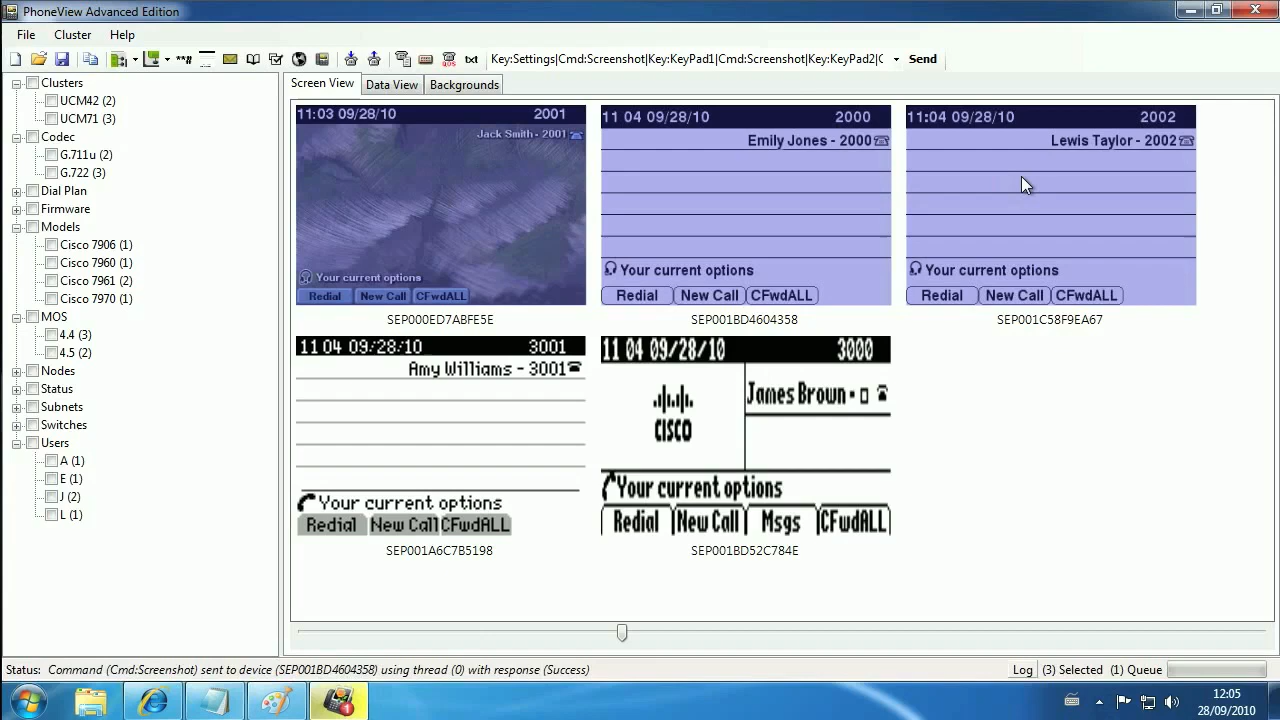 PhoneView Advanced Edition
File Cluster Help
**# txt Key:Settings|Cmd:Screenshot|Key:KeyPad1|Cmd:Screenshot|Key:KeyPad2|C Send
Clusters
UCM42 (2)
UCM71 (3)
Codec
G.711u (2)
G.722 (3)
Dial Plan
Firmware
Models
Cisco 7906 (1)
Cisco 7960 (1)
Cisco 7961 (2)
Cisco 7970 (1)
MOS
4.4 (3)
4.5 (2)
Nodes
Status
Subnets
Switches
Users
A (1)
E (1)
J (2)
L (1)
Screen View Data View Backgrounds
11:03 09/28/10 2001
Jack Smith - 2001
Your current options
Redial New Call CFwdALL
SEP000ED7ABFE5E
11 04 09/28/10 2000
Emily Jones - 2000
Your current options
Redial New Call CFwdALL
SEP001BD4604358
11:04 09/28/10 2002
Lewis Taylor - 2002
Your current options
Redial New Call CFwdALL
SEP001C58F9EA67
11 04 09/28/10 3001
Amy Williams - 3001
Your current options
Redial New Call CFwdALL
SEP001A6C7B5198
11 04 09/28/10 3000
CISCO
James Brown -
Your current options
Redial New Call Msgs CFwdALL
SEP001BD52C784E
Status: Command (Cmd:Screenshot) sent to device (SEP001BD4604358) using thread (0) with response (Success) Log (3) Selected (1) Queue
1
12:05
28/09/2010